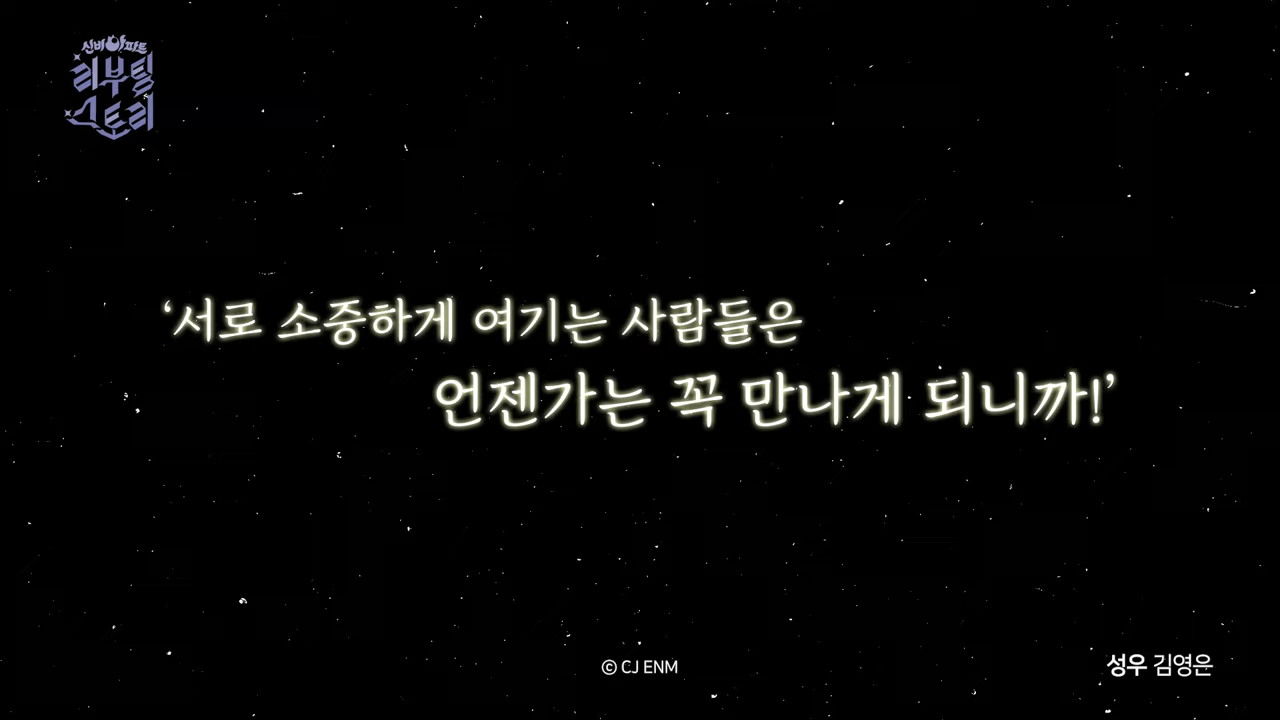 신비아파트
리부팅
스토리
‘서로 소중하게 여기는 사람들은
언젠가는 꼭 만나게 되니까!’
ⓒ CJ ENM
성우 김영은